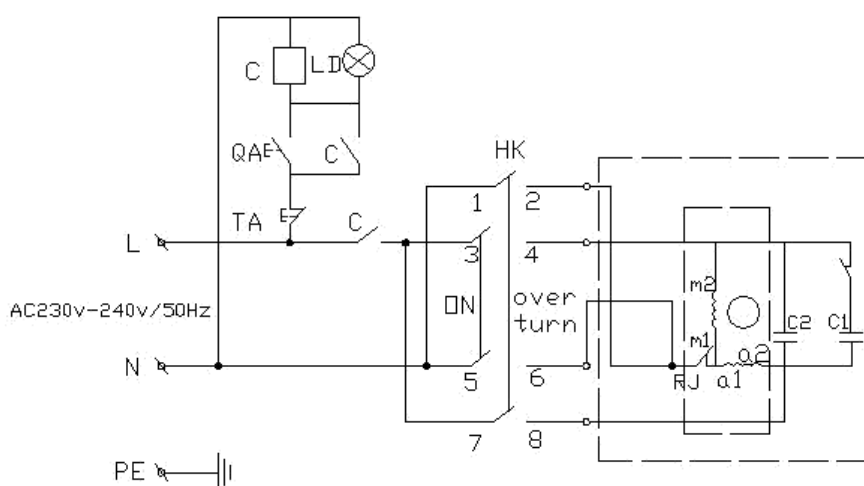 C
LD
QA
C
HK
1
2
TA
C
L
3
4
AC230v-240v/50Hz
ON
over
turn
m2
C2
C1
m1
a2
N
5
6
RJ
a1
7
8
PE